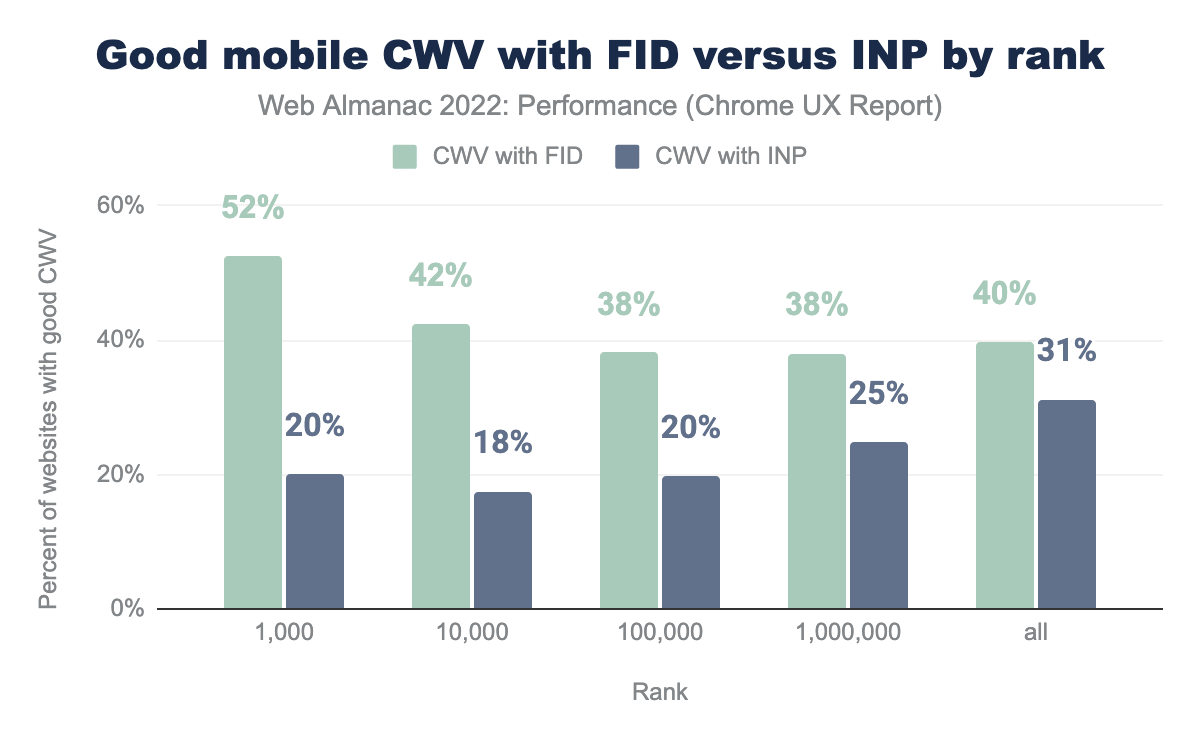 Good mobile CWV with FID versus INP by rank
Web Almanac 2022: Performance (Chrome UX Report)
CWV with FID
CWV with INP
Percent of websites with good CWV
60%
40%
20%
0%
52%
20%
42%
18%
38%
20%
38%
25%
40%
31%
1,000
10,000
100,000
1,000,000
all
Rank